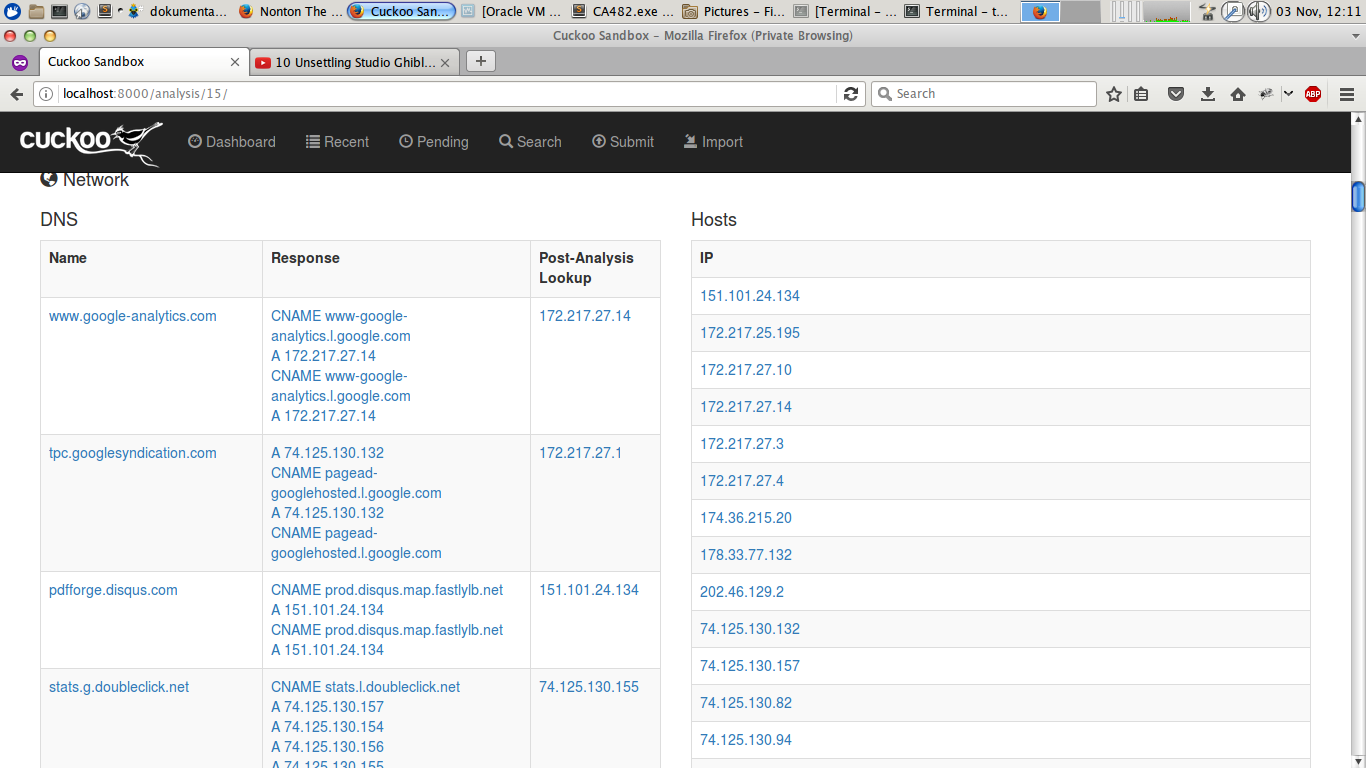 dokumenta...
Nonton The ...
Cuckoo San...
[Oracle VM ...
CA482.exe ...
Pictures – Fi...
[Terminal – ...
Terminal – t...
03 Nov, 12:11
Cuckoo Sandbox – Mozilla Firefox (Private Browsing)
Cuckoo Sandbox
10 Unsettling Studio Ghibl...
localhost:8000/analysis/15/
Search
ABP
cuckoo
Dashboard
Recent
Pending
Search
Submit
Import
Network
DNS
Name
Response
Post-Analysis
Lookup
www.google-analytics.com
CNAME www-google-
analytics.l.google.com
A 172.217.27.14
CNAME www-google-
analytics.l.google.com
A 172.217.27.14
172.217.27.14
tpc.googlesyndication.com
A 74.125.130.132
CNAME pagead-
googlehosted.l.google.com
A 74.125.130.132
CNAME pagead-
googlehosted.l.google.com
172.217.27.1
pdfforge.disqus.com
CNAME prod.disqus.map.fastlylb.net
A 151.101.24.134
CNAME prod.disqus.map.fastlylb.net
A 151.101.24.134
151.101.24.134
stats.g.doubleclick.net
CNAME stats.l.doubleclick.net
A 74.125.130.157
A 74.125.130.154
A 74.125.130.156
A 74.125.130.155
74.125.130.155
Hosts
IP
151.101.24.134
172.217.25.195
172.217.27.10
172.217.27.14
172.217.27.3
172.217.27.4
174.36.215.20
178.33.77.132
202.46.129.2
74.125.130.132
74.125.130.157
74.125.130.82
74.125.130.94